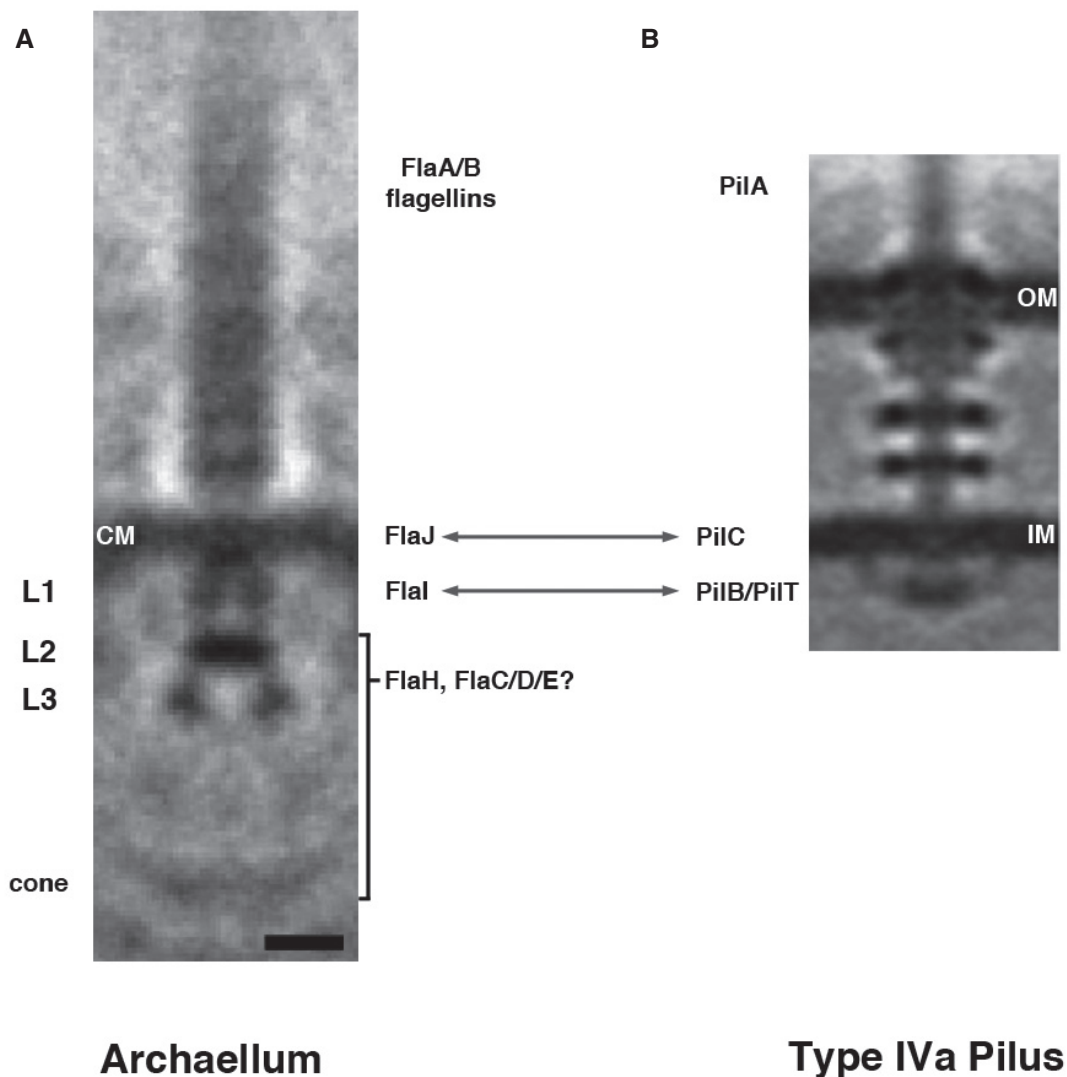 A
B
FlaA/B
flagellins
PilA
OM
CM
FlaJ
PilC
IM
L1
FlaI
PilB/PilT
L2
FlaH, FlaC/D/E?
L3
cone
Archaellum
Type IVa Pilus